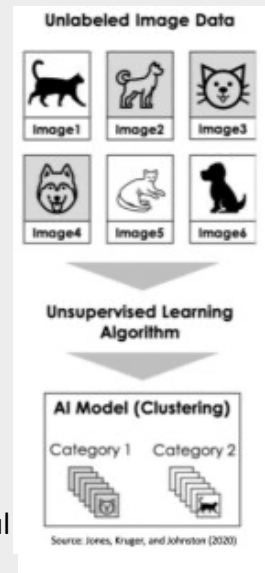 Unlabeled Image Data
Image1 Image2 Image3
Image4 Image5 Image6
Unsupervised Learning
Algorithm
AI Model (Clustering)
Category 1 Category 2
Source: Jones, Kruger, and Johnston (2020)